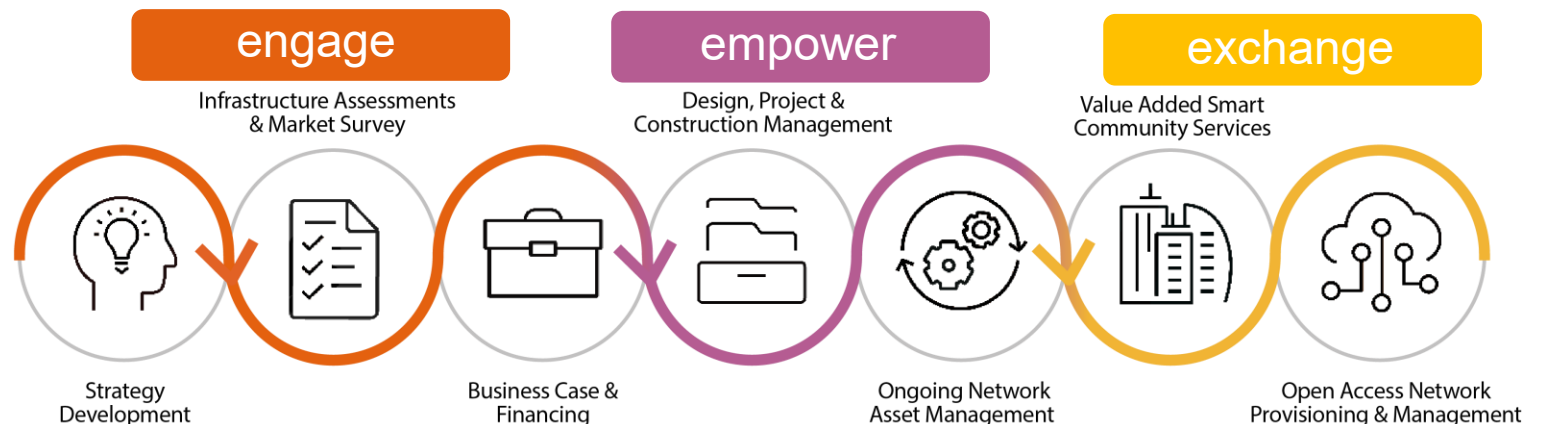 engage
empower
exchange
Infrastructure Assessments
& Market Survey
Design, Project &
Construction Management
Value Added Smart
Community Services
Strategy
Development
Business Case &
Financing
Ongoing Network
Asset Management
Open Access Network
Provisioning & Management